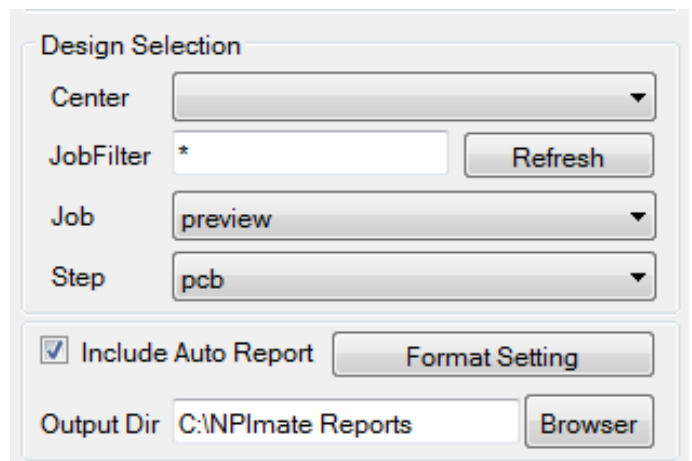 Design Selection
Center
JobFilter * Refresh
Job preview
Step pcb
Include Auto Report Format Setting
Output Dir C:\NPImate Reports Browser